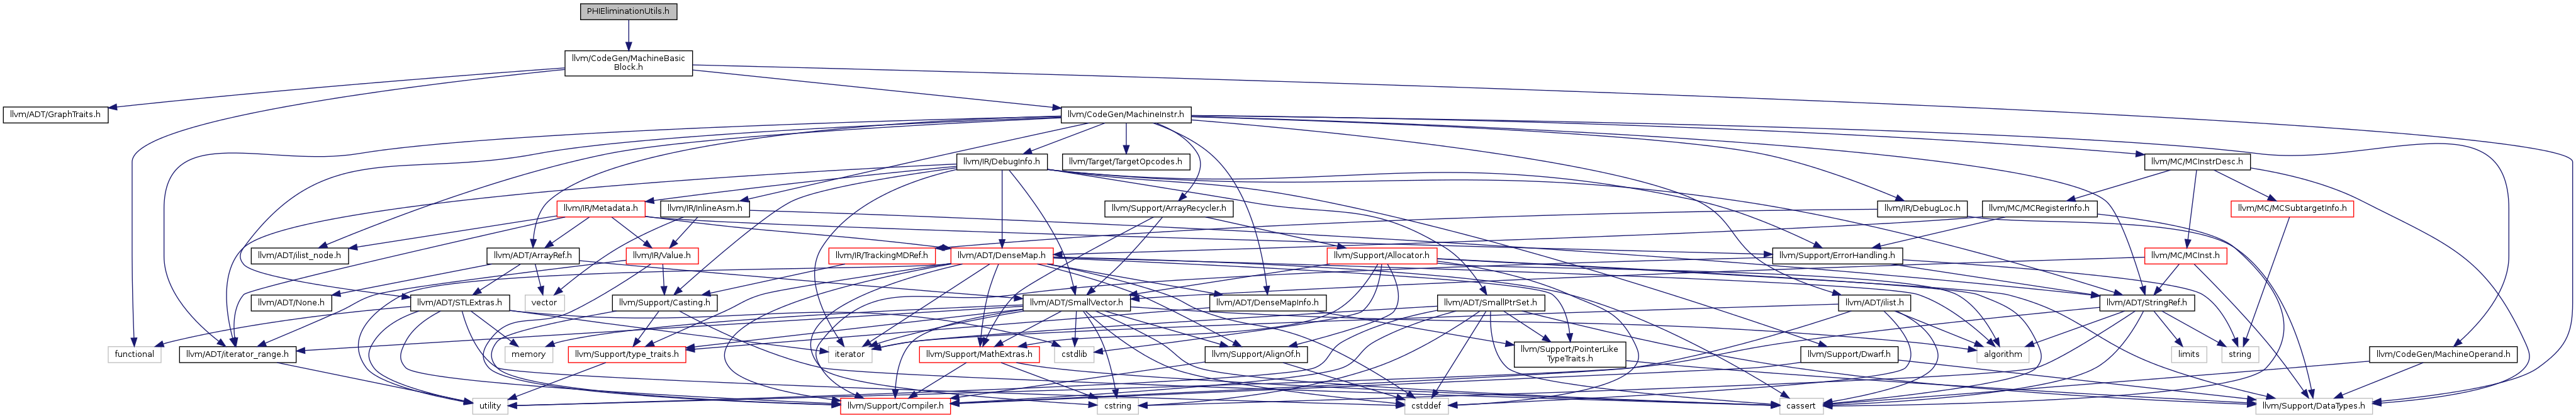 PHIEliminationUtils.h
llvm/CodeGen/MachineBasic
Block.h
llvm/ADT/GraphTraits.h
llvm/CodeGen/MachineInstr.h
llvm/IR/DebugInfo.h
llvm/Target/TargetOpcodes.h
llvm/MC/MCInstrDesc.h
llvm/IR/Metadata.h
llvm/IR/InlineAsm.h
llvm/Support/ArrayRecycler.h
llvm/IR/DebugLoc.h
llvm/MC/MCRegisterInfo.h
llvm/MC/MCSubtargetInfo.h
llvm/ADT/ilist_node.h
llvm/ADT/ArrayRef.h
llvm/IR/Value.h
llvm/IR/TrackingMDRef.h
llvm/ADT/DenseMap.h
llvm/Support/Allocator.h
llvm/Support/ErrorHandling.h
llvm/MC/MCInst.h
llvm/ADT/None.h
llvm/ADT/STLExtras.h
vector
llvm/Support/Casting.h
llvm/ADT/SmallVector.h
llvm/ADT/DenseMapInfo.h
llvm/ADT/SmallPtrSet.h
llvm/ADT/ilist.h
llvm/ADT/StringRef.h
functional
llvm/ADT/iterator_range.h
memory
llvm/Support/type_traits.h
iterator
llvm/Support/MathExtras.h
cstdlib
llvm/Support/AlignOf.h
llvm/Support/PointerLike
TypeTraits.h
llvm/Support/Dwarf.h
algorithm
limits
string
llvm/CodeGen/MachineOperand.h
utility
llvm/Support/Compiler.h
cstring
cstddef
cassert
llvm/Support/DataTypes.h